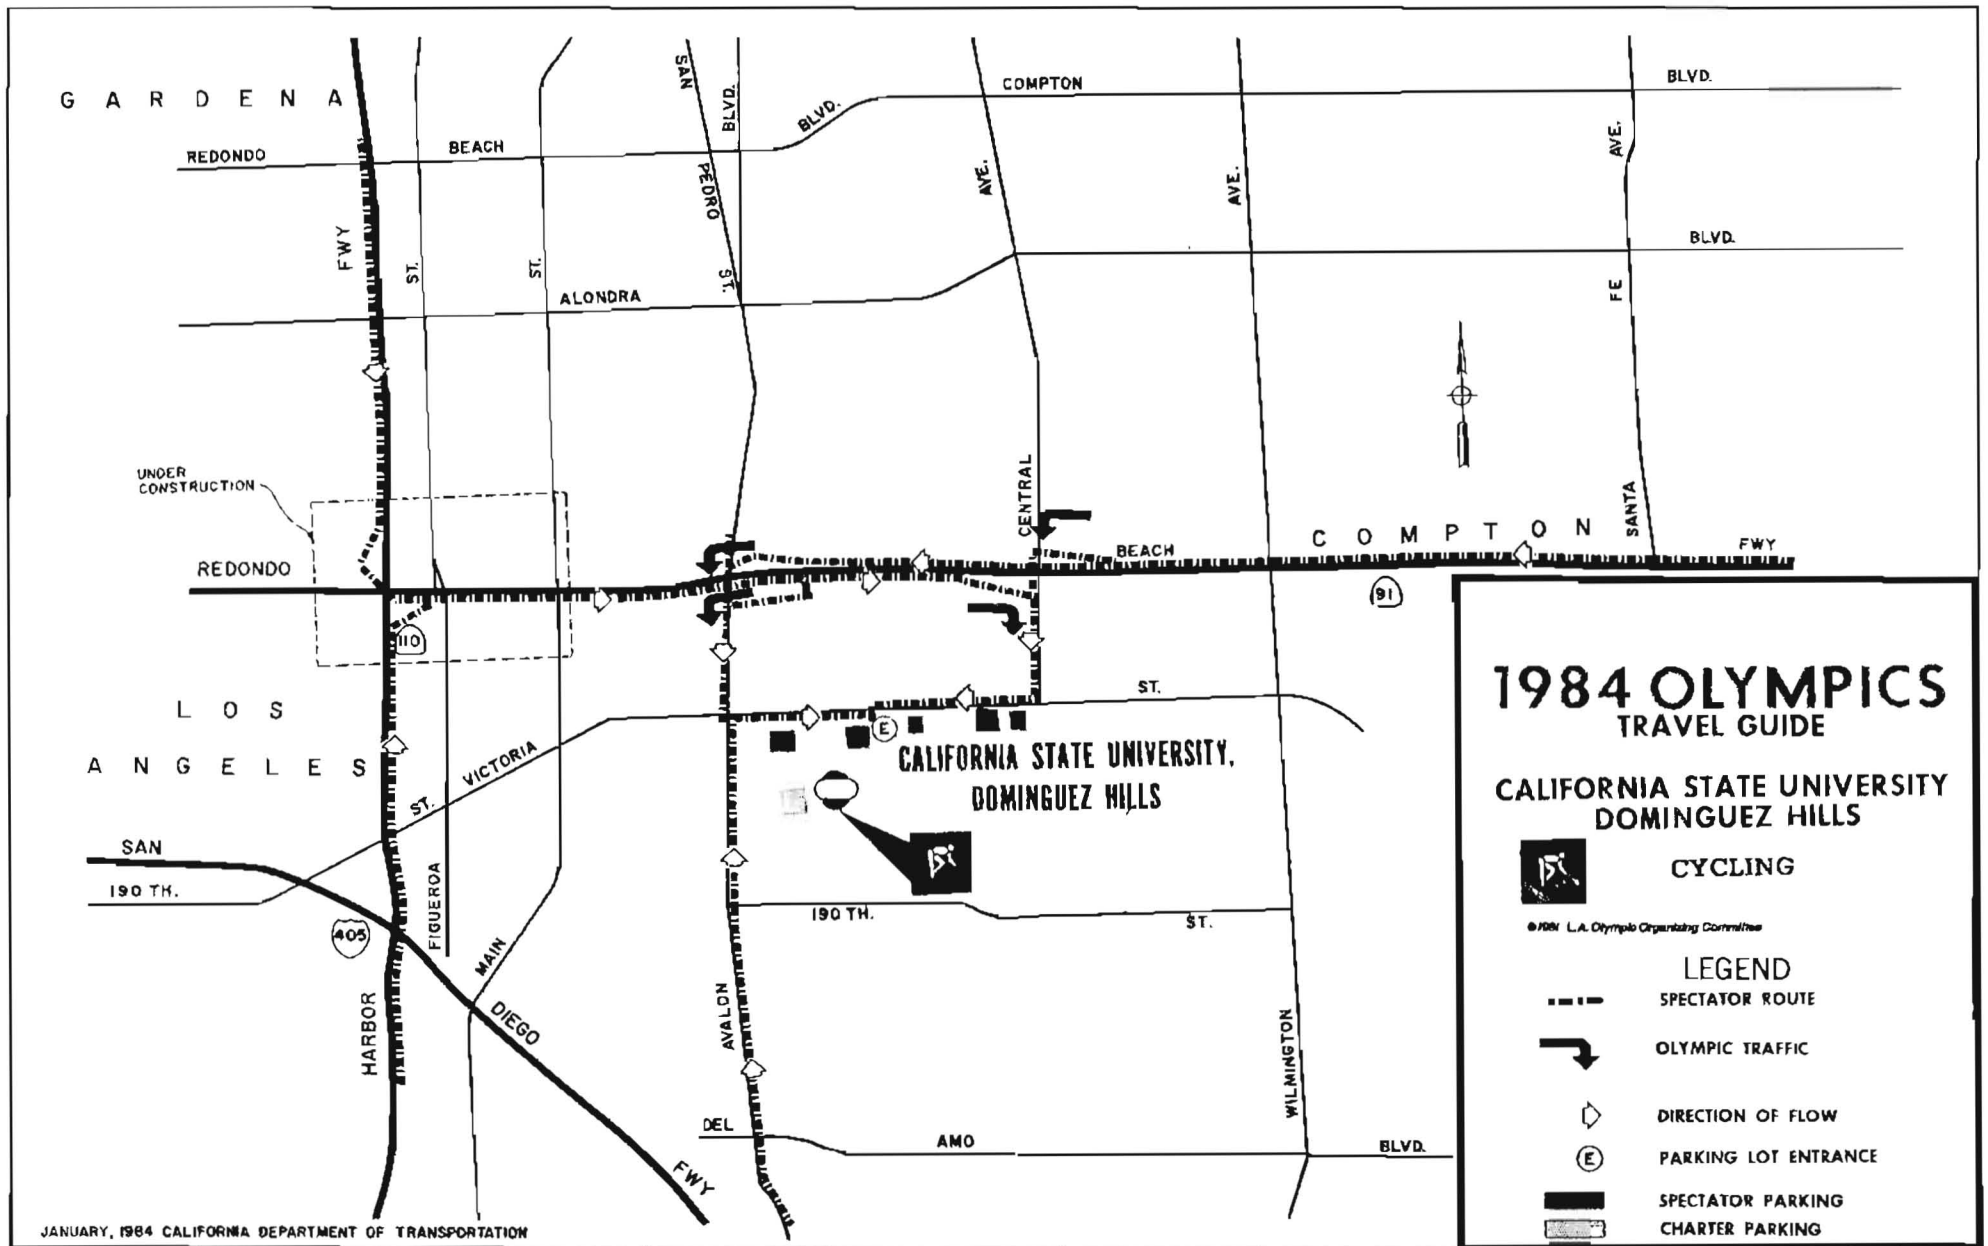 GARDENA
REDONDO
BEACH
BLVD.
COMPTON
BLVD.
SAN
PEDRO
ST.
BLVD.
AVE.
AVE.
AVE.
FWY
ST.
ST.
ALONDRA
BLVD.
FE
SANTA
CENTRAL
UNDER
CONSTRUCTION
REDONDO
BEACH
COMPTON
FWY
91
110
LOS
ANGELES
ST.
VICTORIA
ST.
E
CALIFORNIA STATE UNIVERSITY,
DOMINGUEZ HILLS
SAN
190 TH.
405
FIGUEROA
MAIN
DIEGO
FWY
HARBOR
AVALON
190 TH.
ST.
WILMINGTON
DEL
AMO
BLVD.
JANUARY, 1984 CALIFORNIA DEPARTMENT OF TRANSPORTATION
1984 OLYMPICS
TRAVEL GUIDE
CALIFORNIA STATE UNIVERSITY
DOMINGUEZ HILLS
CYCLING
L.A. Olympic Organizing Committee
LEGEND
SPECTATOR ROUTE
OLYMPIC TRAFFIC
DIRECTION OF FLOW
E PARKING LOT ENTRANCE
SPECTATOR PARKING
CHARTER PARKING